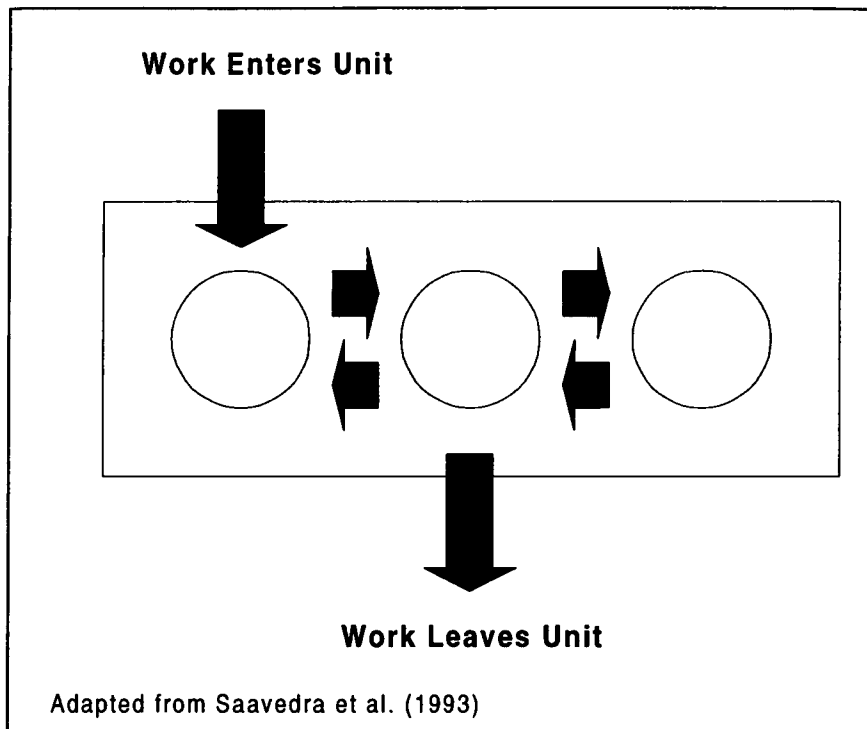 Work Enters Unit
Work Leaves Unit
Adapted from Saavedra et al. (1993)